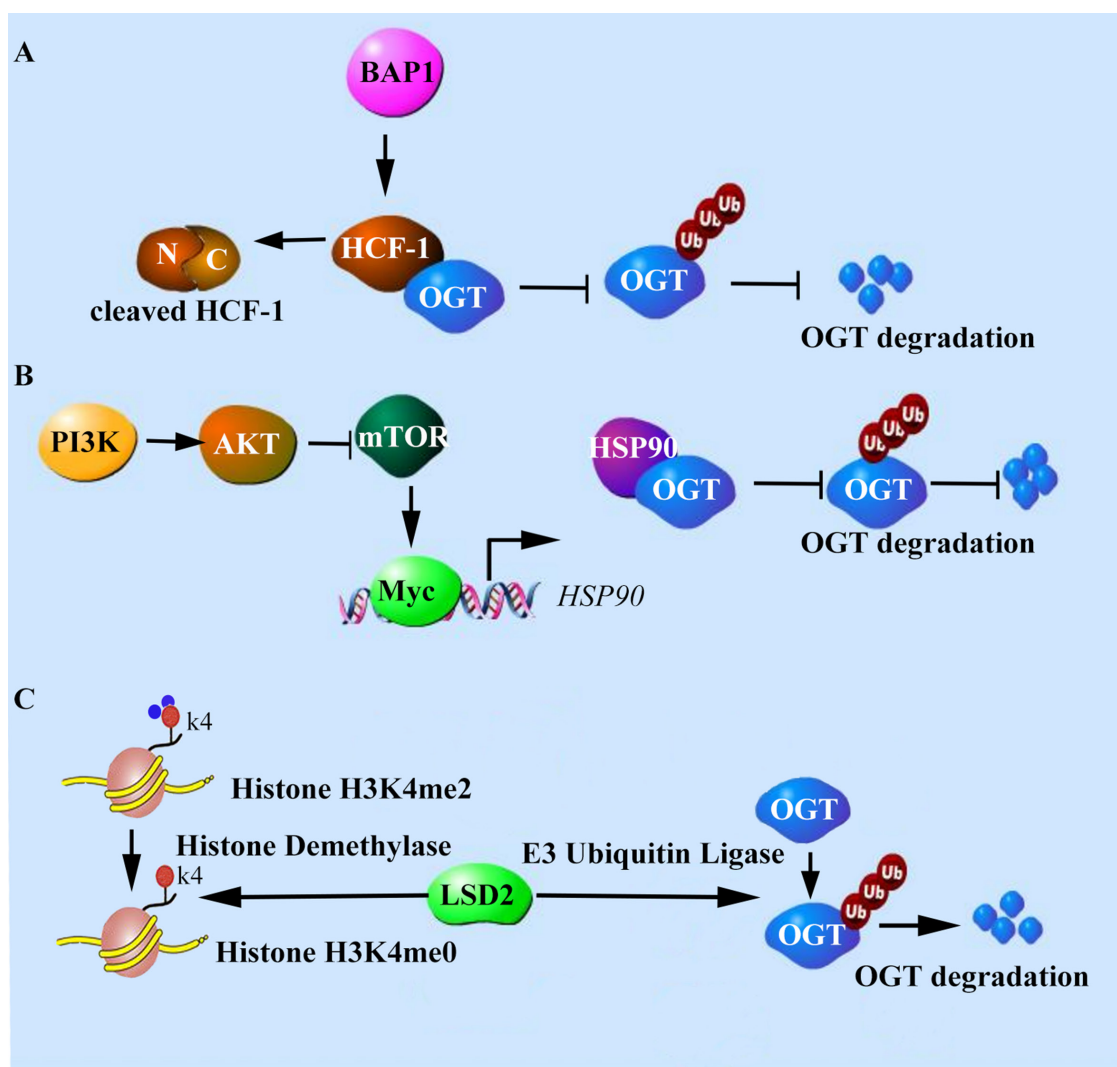 A
BAP1
HCF-1
OGT
N
C
cleaved HCF-1
OGT
Ub
Ub
Ub
OGT degradation
B
PI3K
AKT
mTOR
Myc
HSP90
HSP90
OGT
OGT
Ub
Ub
Ub
OGT degradation
C
k4
Histone H3K4me2
Histone Demethylase
k4
Histone H3K4me0
LSD2
E3 Ubiquitin Ligase
OGT
OGT
Ub
Ub
Ub
OGT degradation